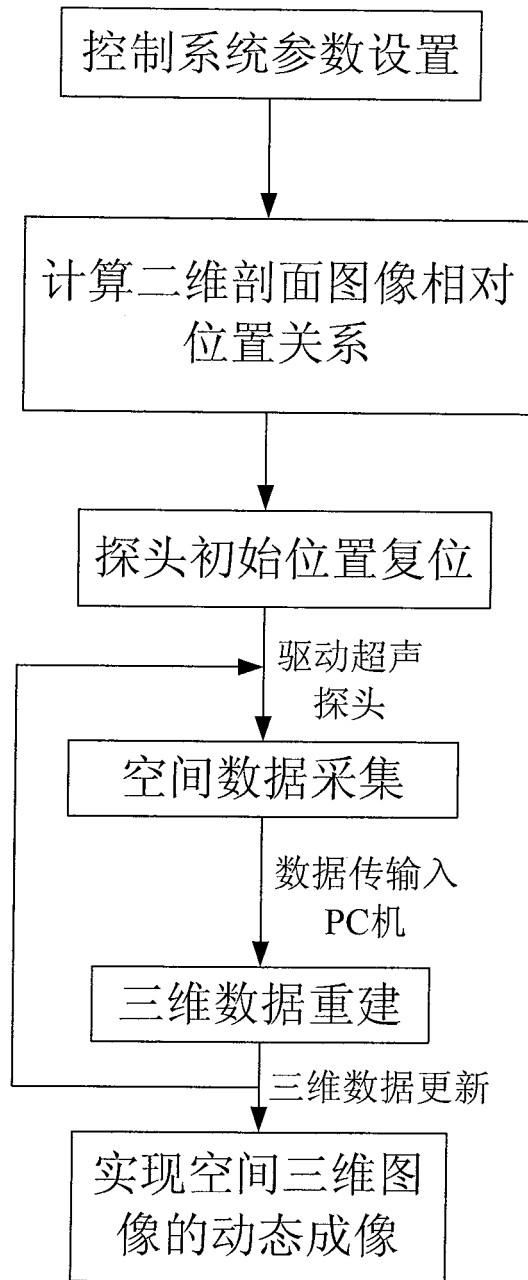 控制系统参数设置
计算二维剖面图像相对
位置关系
探头初始位置复位
驱动超声
探头
空间数据采集
数据传输入
PC机
三维数据重建
三维数据更新
实现空间三维图
像的动态成像